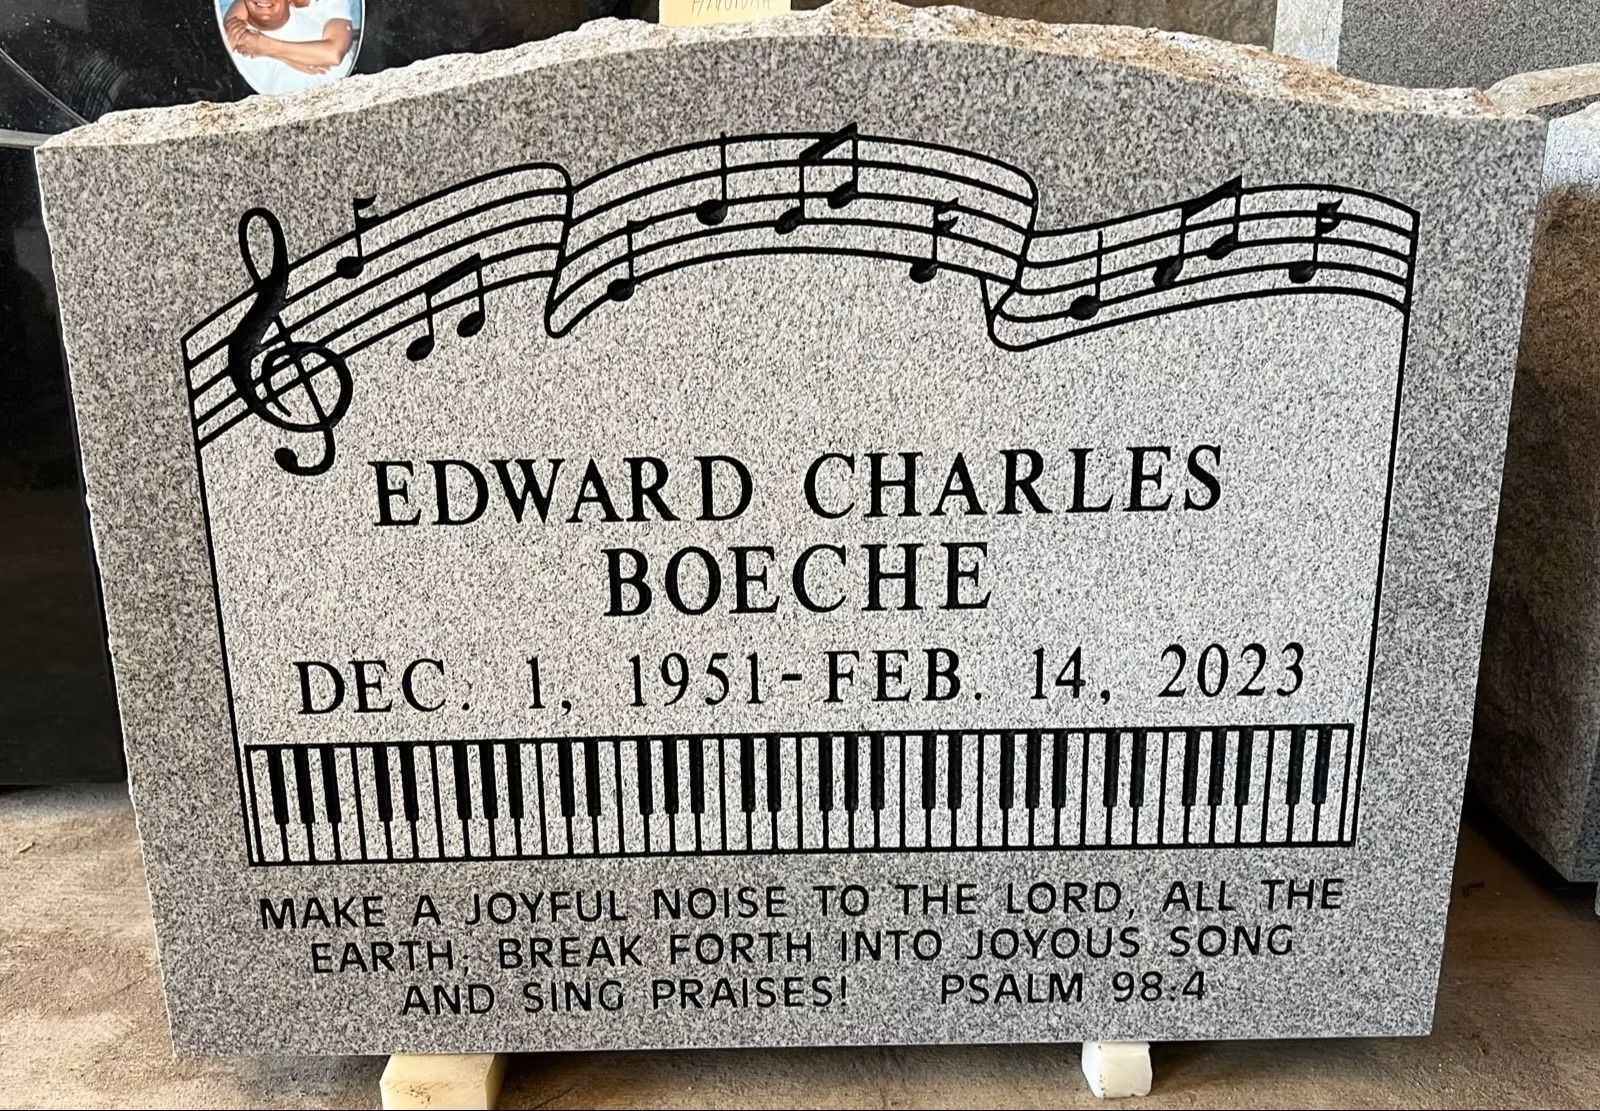 EDWARD CHARLES
BOECHE
DEC. 1, 1951-FEB. 14, 2023
MAKE A JOYFUL NOISE TO THE LORD, ALL THE
EARTH; BREAK FORTH INTO JOYOUS SONG
AND SING PRAISES! PSALM 98:4